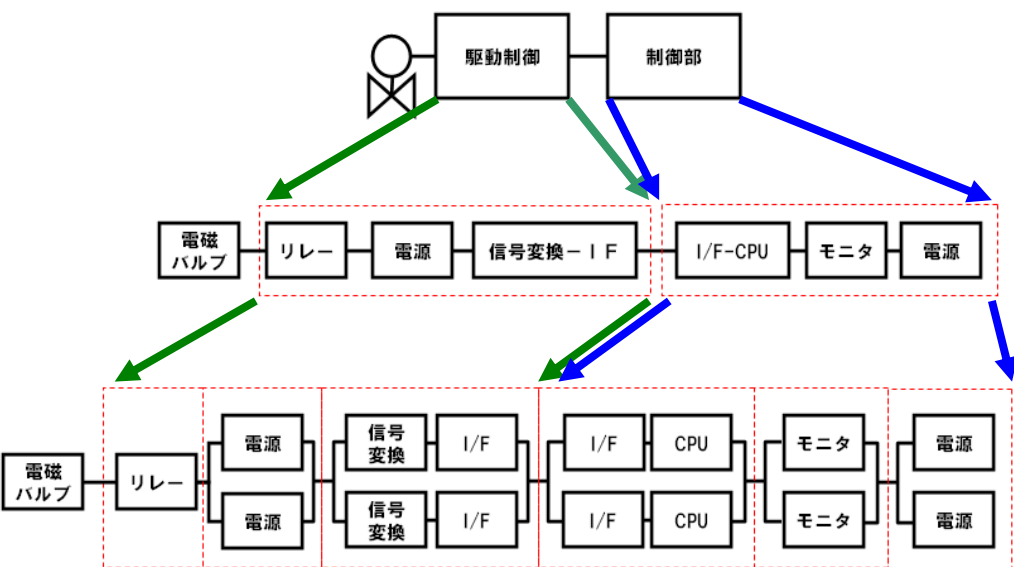 駆動制御
制御部
電磁
バルブ
リレー
電源
信号変換－ＩＦ
I/F-CPU
モニタ
電源
電源
信号
変換
I/F
I/F
CPU
モニタ
電源
電磁
バルブ
リレー
電源
信号
変換
I/F
I/F
CPU
モニタ
電源